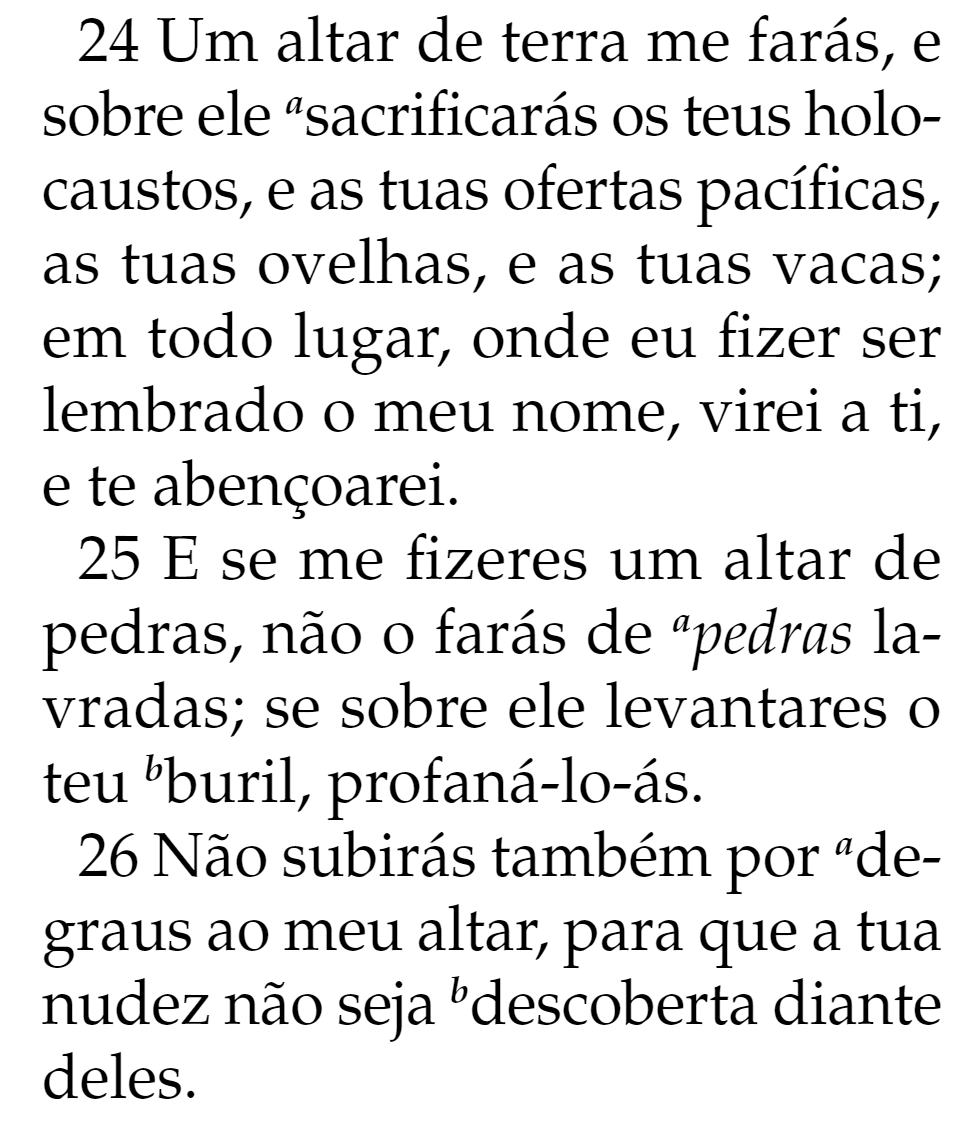 24 Um altar de terra me farás, e
sobre ele ᵃsacrificarás os teus holo-
caustos, e as tuas ofertas pacíficas,
as tuas ovelhas, e as tuas vacas;
em todo lugar, onde eu fizer ser
lembrado o meu nome, virei a ti,
e te abençoarei.
25 E se me fizeres um altar de
pedras, não o farás de ᵃpedras la-
vradas; se sobre ele levantares o
teu ᵇburil, profaná-lo-ás.
26 Não subirás também por ᵃde-
graus ao meu altar, para que a tua
nudez não seja ᵇdescoberta diante
deles.